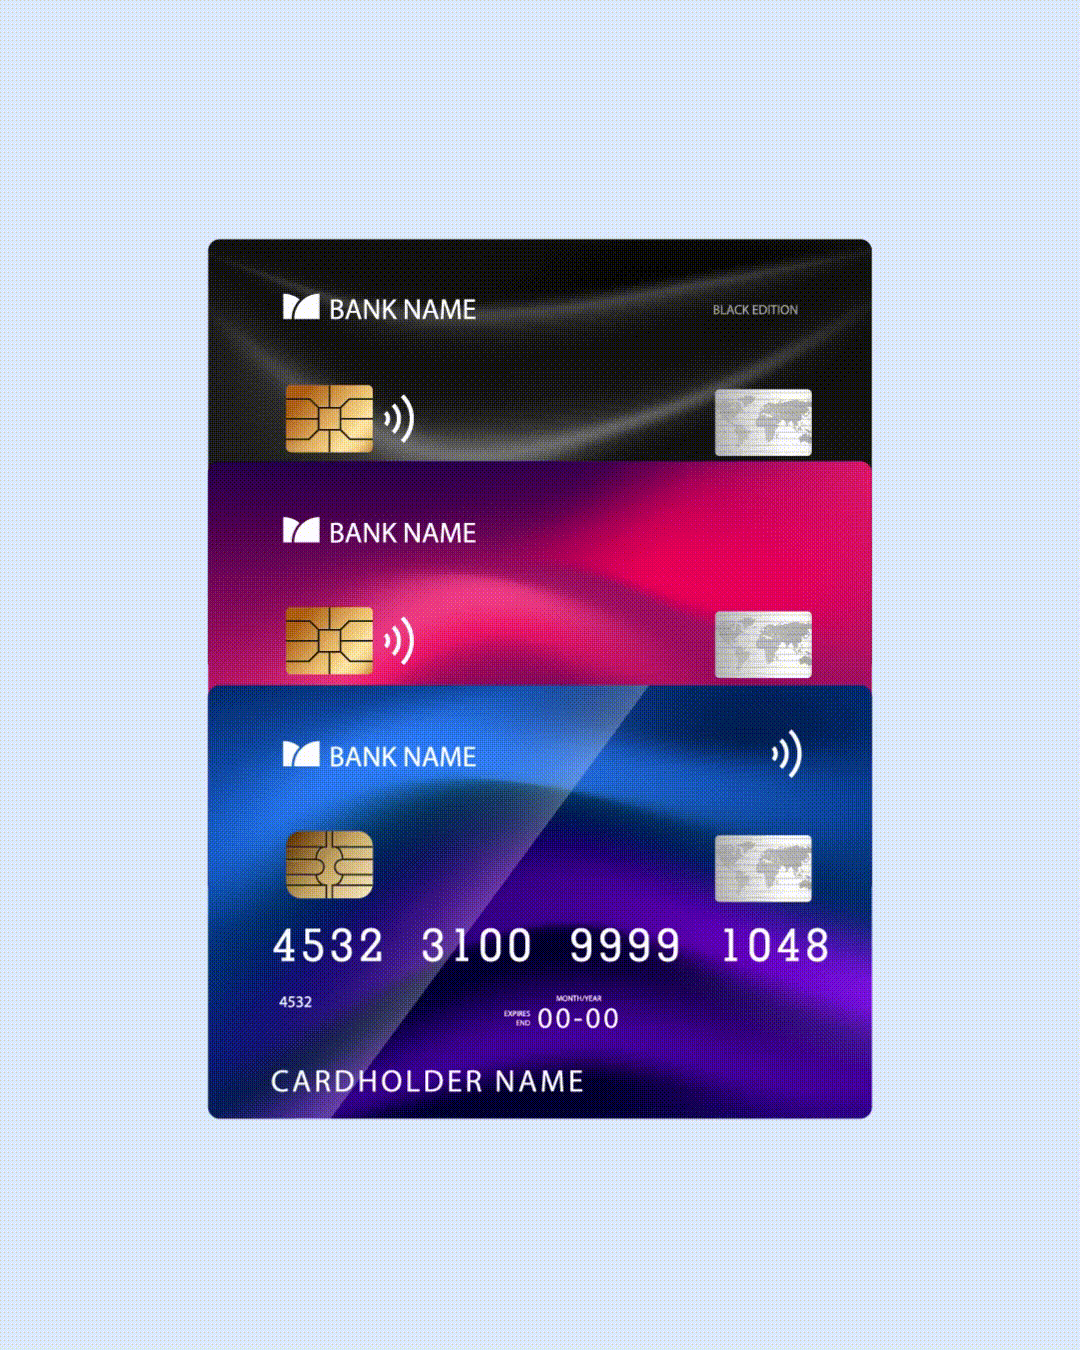 BANK NAME
BLACK EDITION
BANK NAME
BANK NAME
4532 3100 9999 1048
4532
MONTH/YEAR
EXPIRES
END
00-00
CARDHOLDER NAME